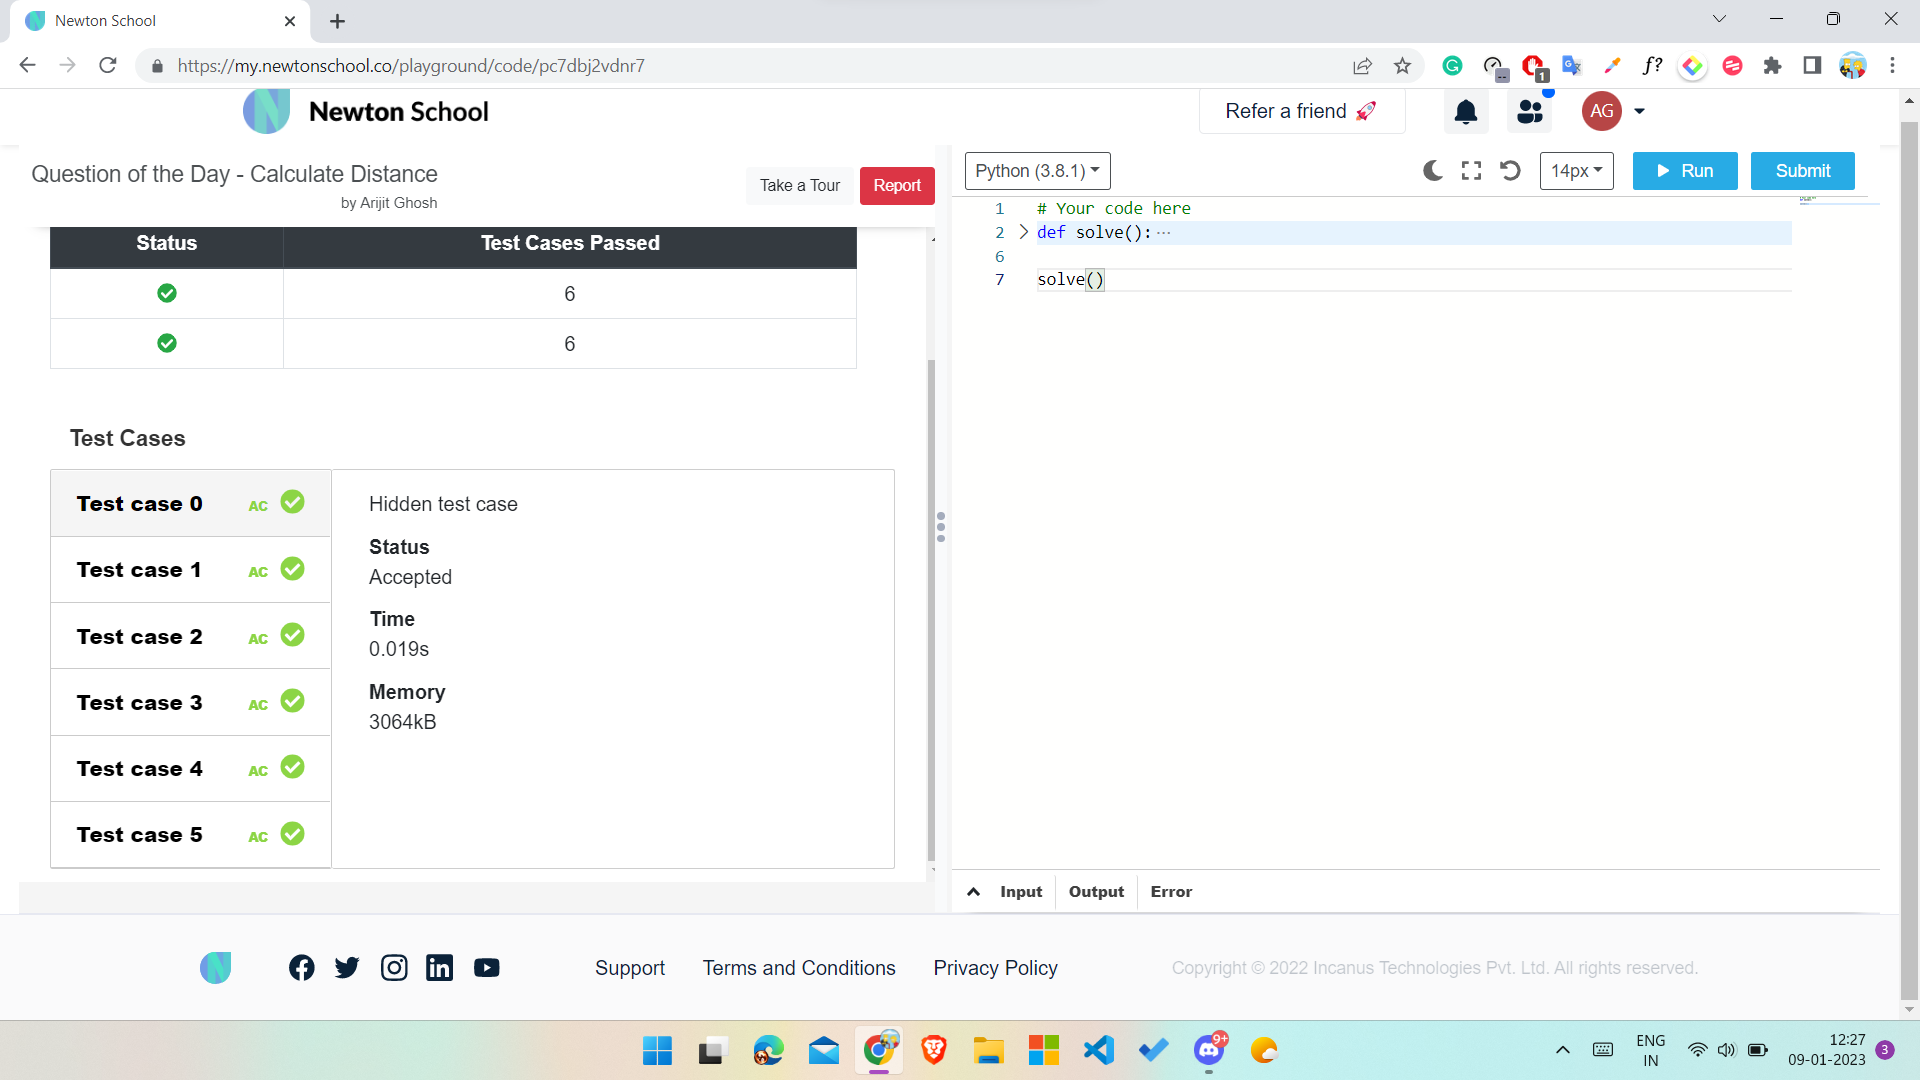 Newton School
https://my.newtonschool.co/playground/code/pc7dbj2vdnr7
1
f?
Newton School
Refer a friend 🚀
AG
Question of the Day - Calculate Distance
by Arijit Ghosh
Take a Tour
Report
Python (3.8.1)
14px
Run
Submit
Status
Test Cases Passed
6
6
1 # Your code here
2 def solve():···
6
7 solve()
Test Cases
Test case 0 AC
Test case 1 AC
Test case 2 AC
Test case 3 AC
Test case 4 AC
Test case 5 AC
Hidden test case
Status
Accepted
Time
0.019s
Memory
3064kB
Input
Output
Error
Support
Terms and Conditions
Privacy Policy
Copyright © 2022 Incanus Technologies Pvt. Ltd. All rights reserved.
9+
ENG
IN
12:27
09-01-2023
3